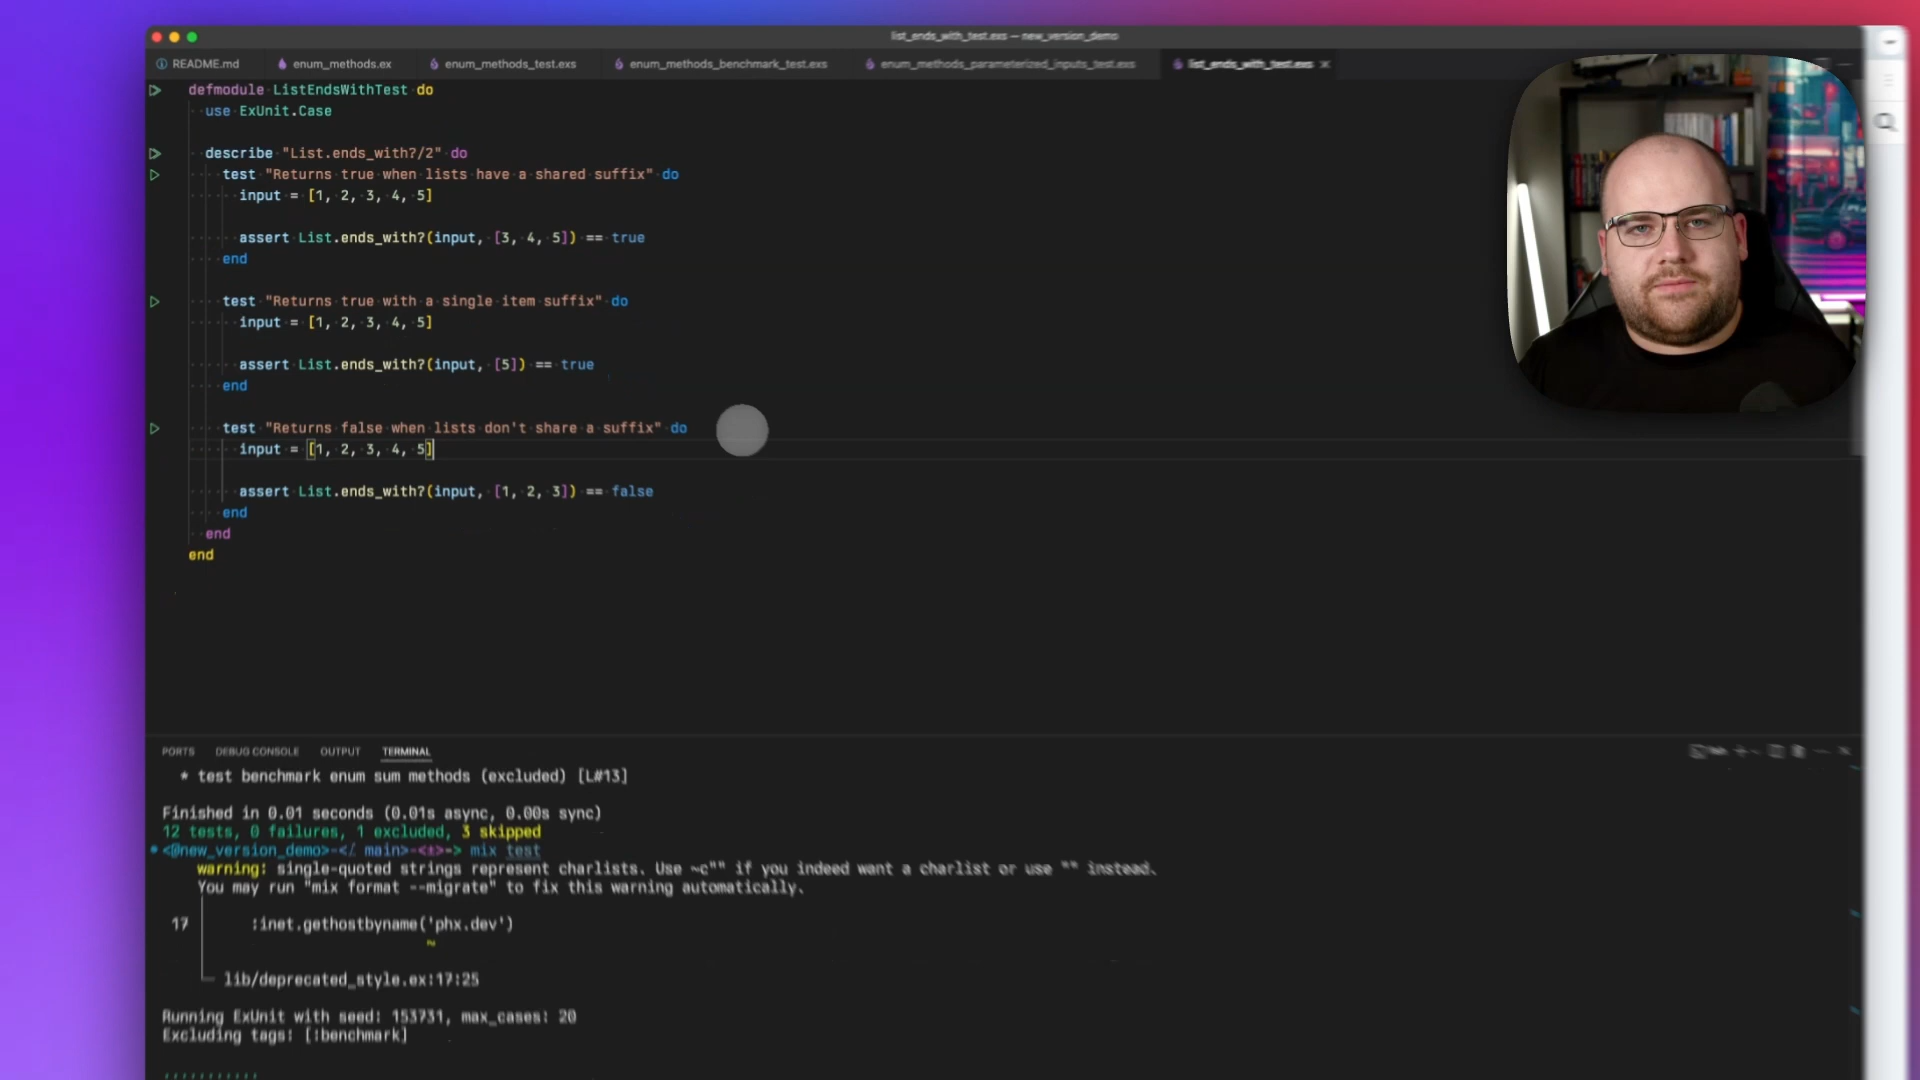 list_ends_with_test.exs — new_version_demo
README.md enum_methods.ex enum_methods_test.exs enum_methods_benchmark_test.exs enum_methods_parameterized_inputs_test.exs list_ends_with_test.exs
defmodule ListEndsWithTest do
use ExUnit.Case
describe "List.ends_with?/2" do
test "Returns true when lists have a shared suffix" do
input = [1, 2, 3, 4, 5]
assert List.ends_with?(input, [3, 4, 5]) == true
end
test "Returns true with a single item suffix" do
input = [1, 2, 3, 4, 5]
assert List.ends_with?(input, [5]) == true
end
test "Returns false when lists don't share a suffix" do
input = [1, 2, 3, 4, 5]
assert List.ends_with?(input, [1, 2, 3]) == false
end
end
end
PORTS DEBUG CONSOLE OUTPUT TERMINAL
* test benchmark enum sum methods (excluded) [L#13]
Finished in 0.01 seconds (0.01s async, 0.00s sync)
12 tests, 0 failures, 1 excluded, 3 skipped
<@new_version_demo>-</ main>-<±>-> mix test
warning: single-quoted strings represent charlists. Use ~c"" if you indeed want a charlist or use "" instead.
You may run "mix format --migrate" to fix this warning automatically.
17 :inet.gethostbyname('phx.dev')
~
lib/deprecated_style.ex:17:25
Running ExUnit with seed: 153731, max_cases: 20
Excluding tags: [:benchmark]